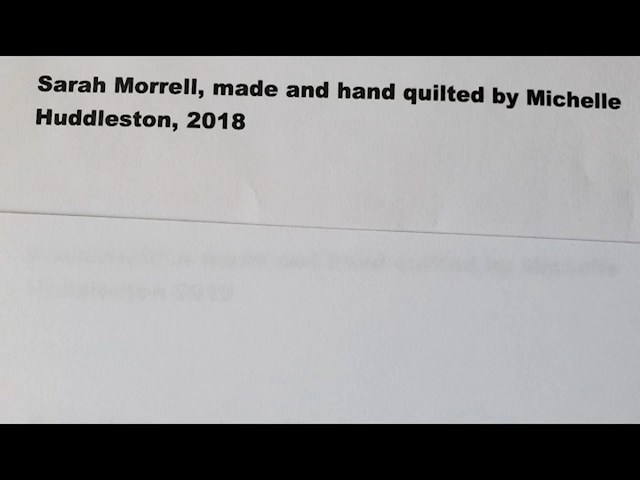 Sarah Morrell, made and hand quilted by Michelle
Huddleston, 2018